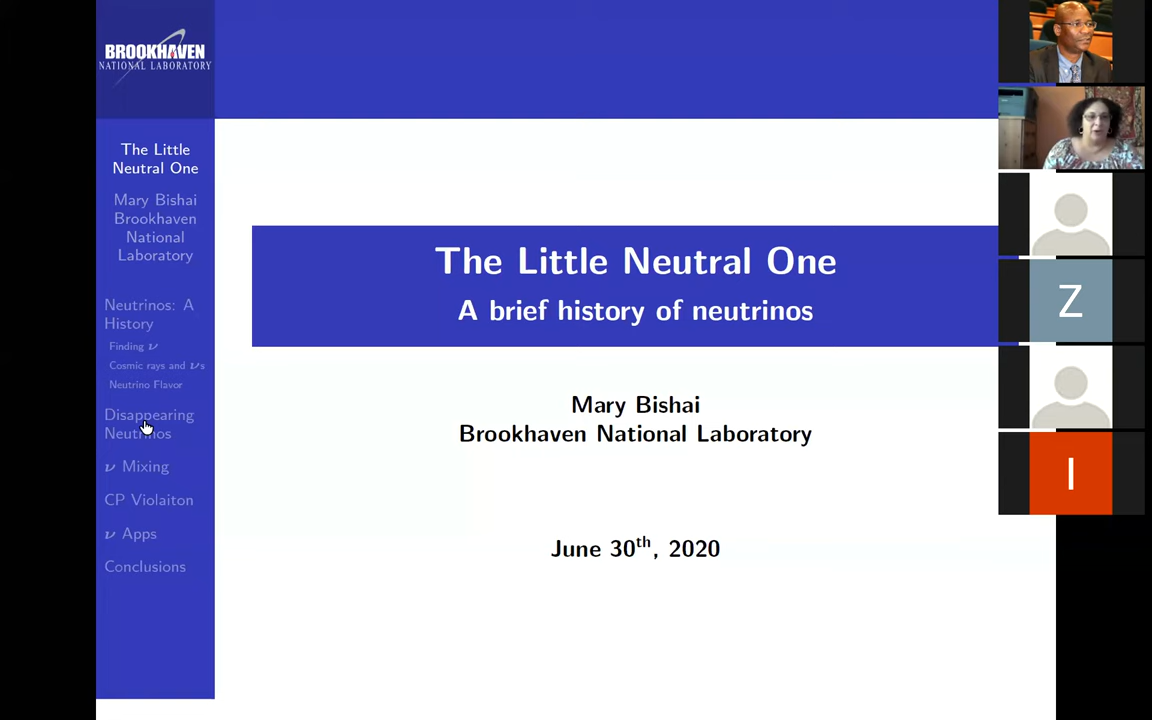 BROOKHAVEN
NATIONAL LABORATORY
The Little
Neutral One
Mary Bishai
Brookhaven
National
Laboratory
Neutrinos: A
History
Finding ν
Cosmic rays and νs
Neutrino Flavor
Disappearing
Neutrinos
ν Mixing
CP Violaiton
ν Apps
Conclusions
The Little Neutral One
A brief history of neutrinos
Mary Bishai
Brookhaven National Laboratory
June 30th, 2020
Z
I